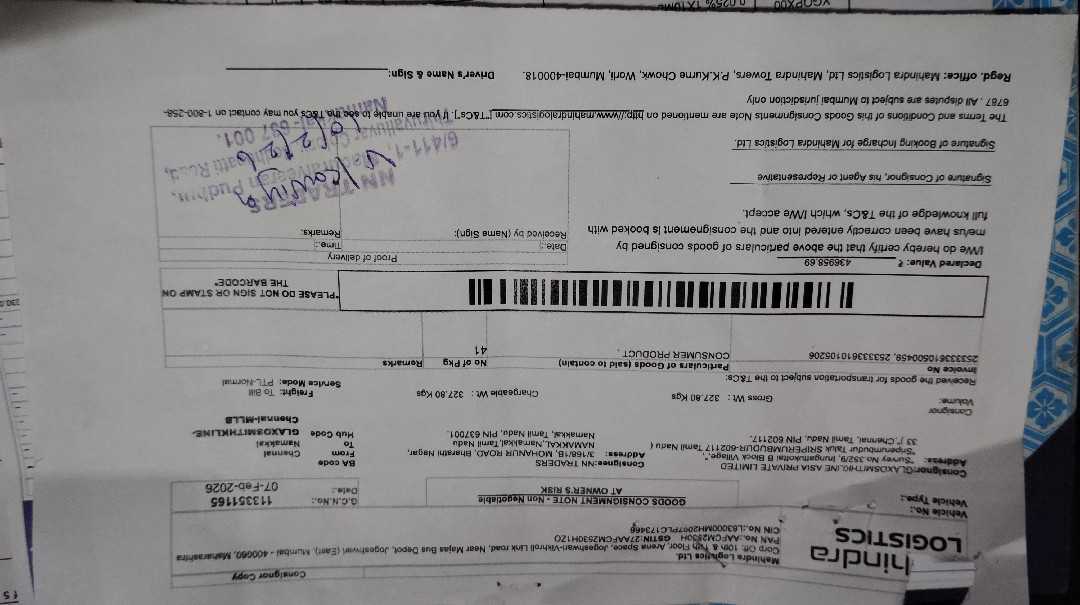 Consignor Copy
hindra
LOGISTICS
Mahindra Logistics Ltd.
Corp Off: 10th & 11th Floor, Arena Space, Jogeshwari-Vikhroli Link road, Near Majas Bus Depot, Jogeshwari (East), Mumbai - 400060, Maharashtra
PAN No.:AAFCM2530H GSTIN:27AAFCM2530H1ZO
CIN No.:L63000MH2007PLC173466
Vehicle No.:
Vehicle Type.:
GOODS CONSIGNMENT NOTE - Non Negotiable
AT OWNER'S RISK
G.C.N.No.: 113351165
Date.: 07-Feb-2026
Consignor:GLAXOSMITHKLINE ASIA PRIVATE LIMITED
Address: "Survey No.352/9, Irungattukottai B Block Village,",
"Sriperumbudur Taluk SRIPERUMBUDUR-602117 Tamil Nadu (
33 )", Chennai, Tamil Nadu, PIN 602117.
Consignee:NN TRADERS
Address: 3/168/1B, MOHANUR ROAD, Bharathi Nagar,
NAMAKKAL, Namakkal, Tamil Nadu
Namakkal, Tamil Nadu, PIN 637001.
BA code
From Chennai
To Namakkal
Hub Code GLAXOSMITHKLINE-
Chennai-MLLB
Consignor
Volume:
Gross Wt : 327.80 Kgs
Chargeable Wt : 327.80 Kgs
Freight: To Bill
Service Mode: PTL-Normal
Received the goods for transportation subject to the T&Cs:
Invoice No
Particulars of Goods (said to contain)
No of Pkg
Remarks
2533336100500459, 2533336101105206
CONSUMER PRODUCT
41
"PLEASE DO NOT SIGN OR STAMP ON
THE BARCODE"
Declared Value: ₹ 436958.69
I/We do hereby certify that the above particulars of goods consigned by
me/us have been correctly entered into and the consignment is booked with
full knowledge of the T&Cs, which I/We accept.
Proof of delivery
Date.:
Time.:
Received by (Name Sign):
Remarks:
NN TRADERS
6/411-1,
637 001.
10/2/26
Signature of Consignor, his Agent or Representative
Signature of Booking Incharge for Mahindra Logistics Ltd.
The Terms and Conditions of this Goods Consignments Note are mentioned on http://www.mahindralogistics.com ["T&Cs"]. If you are unable to see the T&Cs you may contact on 1-800-258-
6787 . All disputes are subject to Mumbai jurisdiction only
Regd. office: Mahindra Logistics Ltd, Mahindra Towers, P.K.Kurne Chowk, Worli, Mumbai-400018.
Driver's Name & Sign: